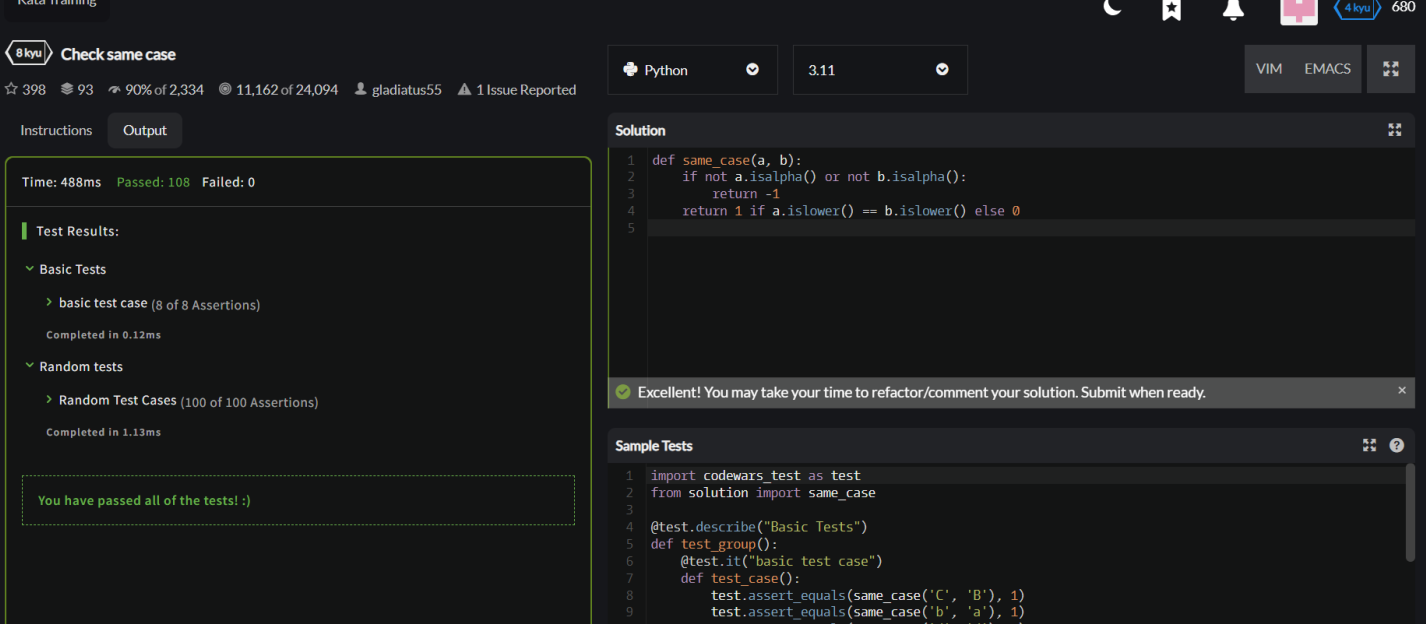 Kata Training
4 kyu 680
8 kyu Check same case
398 93 90% of 2,334 11,162 of 24,094 gladiatus55 1 Issue Reported
Instructions Output
Time: 488ms Passed: 108 Failed: 0
Test Results:
Basic Tests
basic test case (8 of 8 Assertions)
Completed in 0.12ms
Random tests
Random Test Cases (100 of 100 Assertions)
Completed in 1.13ms
You have passed all of the tests! :)
Python 3.11 VIM EMACS
Solution
1 def same_case(a, b):
2 if not a.isalpha() or not b.isalpha():
3 return -1
4 return 1 if a.islower() == b.islower() else 0
5
Excellent! You may take your time to refactor/comment your solution. Submit when ready.
Sample Tests
1 import codewars_test as test
2 from solution import same_case
3
4 @test.describe("Basic Tests")
5 def test_group():
6 @test.it("basic test case")
7 def test_case():
8 test.assert_equals(same_case('C', 'B'), 1)
9 test.assert_equals(same_case('b', 'a'), 1)